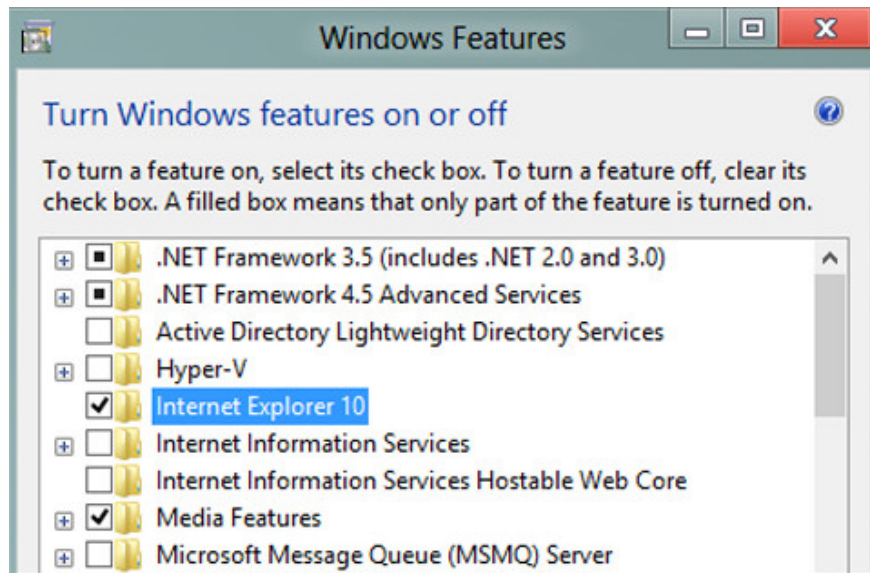 Windows Features
Turn Windows features on or off
To turn a feature on, select its check box. To turn a feature off, clear its
check box. A filled box means that only part of the feature is turned on.
.NET Framework 3.5 (includes .NET 2.0 and 3.0)
.NET Framework 4.5 Advanced Services
Active Directory Lightweight Directory Services
Hyper-V
Internet Explorer 10
Internet Information Services
Internet Information Services Hostable Web Core
Media Features
Microsoft Message Queue (MSMQ) Server